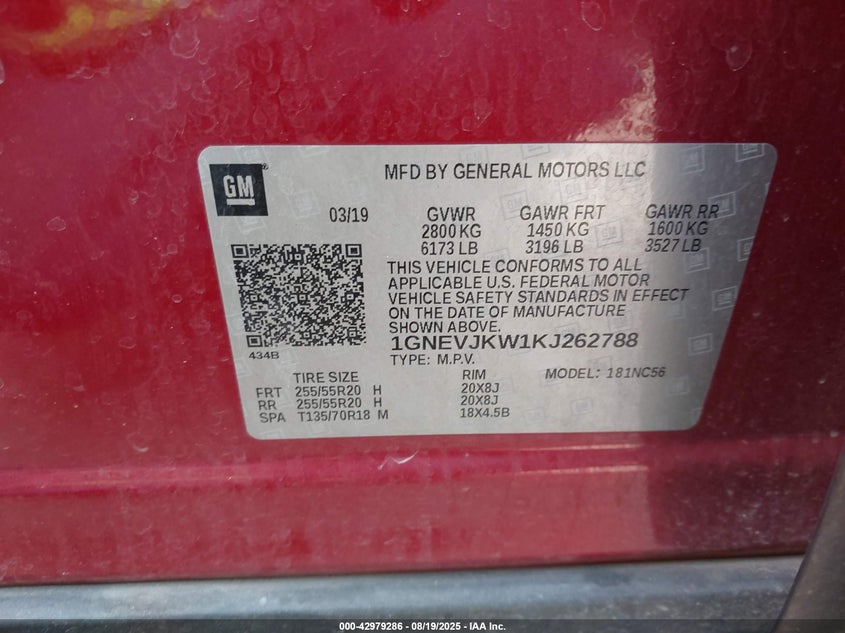 GM
®
MFD BY GENERAL MOTORS LLC
03/19 GVWR GAWR FRT GAWR RR
2800 KG 1450 KG 1600 KG
6173 LB 3196 LB 3527 LB
THIS VEHICLE CONFORMS TO ALL
APPLICABLE U.S. FEDERAL MOTOR
VEHICLE SAFETY STANDARDS IN EFFECT
ON THE DATE OF MANUFACTURE
SHOWN ABOVE.
434B
1GNEVJKW1KJ262788
TYPE: M.P.V.
TIRE SIZE RIM MODEL: 181NC56
FRT 255/55R20 H 20X8J
RR 255/55R20 H 20X8J
SPA T135/70R18 M 18X4.5B
000-42979286 - 08/19/2025 - IAA Inc.